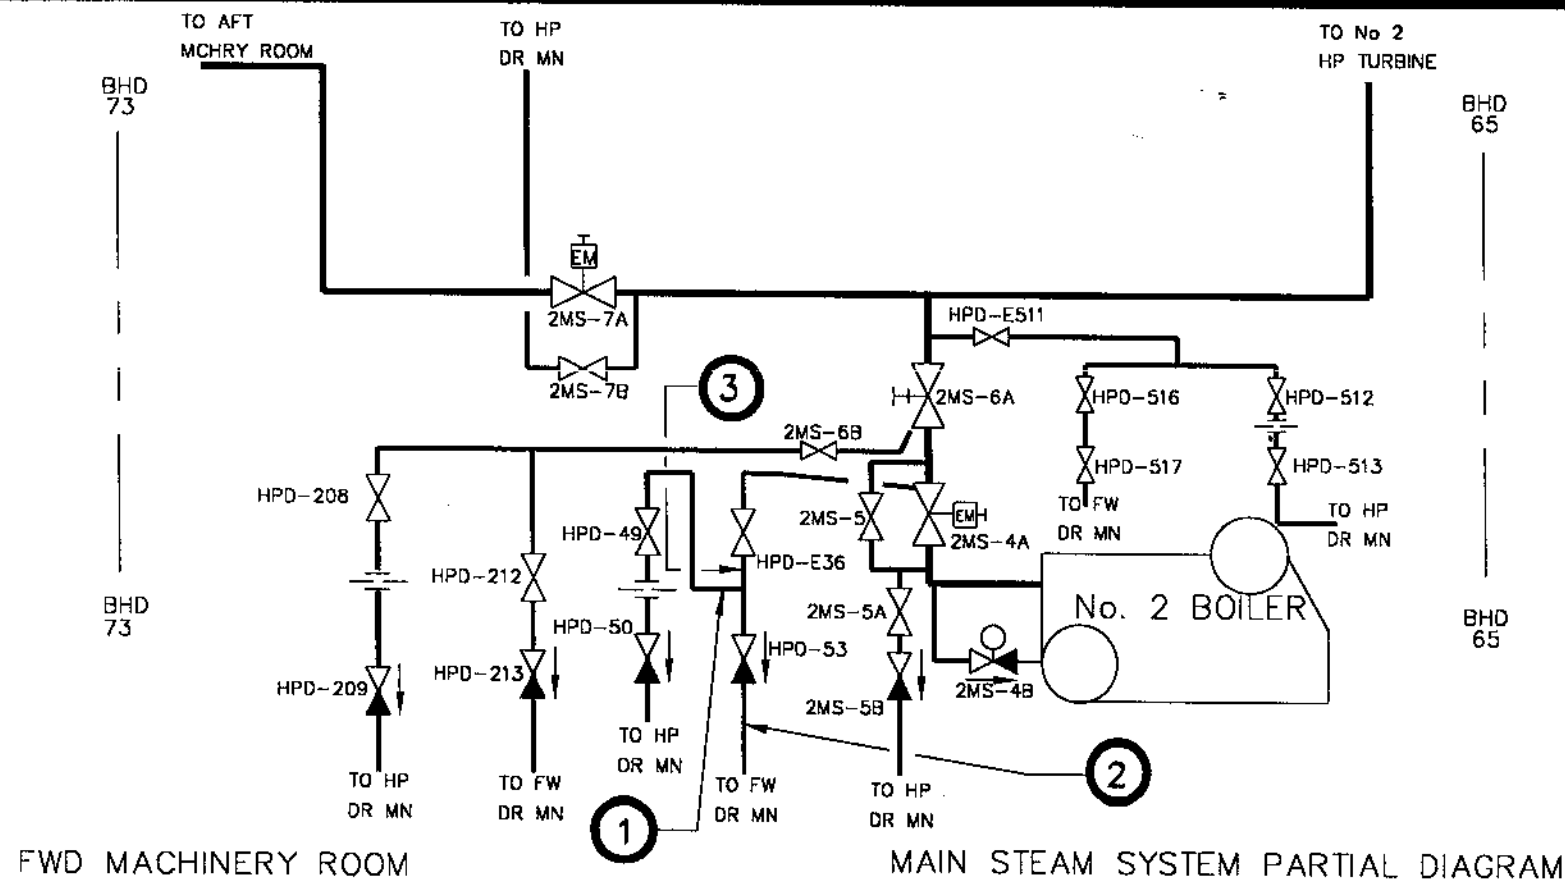 TO AFT
MCHRY ROOM
TO HP
DR MN
TO No 2
HP TURBINE
BHD
73
BHD
65
EM
2MS-7A
2MS-7B
HPD-E511
3
2MS-6A
HPD-516
HPD-512
2MS-6B
HPD-517
HPD-513
HPD-208
HPD-49
2MS-5
EM
2MS-4A
TO FW
DR MN
TO HP
DR MN
HPD-212
HPD-E36
BHD
73
No. 2 BOILER
2MS-5A
HPD-50
HPD-53
BHD
65
HPD-209
HPD-213
2MS-4B
2MS-5B
TO HP
DR MN
TO HP
DR MN
TO FW
DR MN
TO FW
DR MN
TO HP
DR MN
2
1
FWD MACHINERY ROOM
MAIN STEAM SYSTEM PARTIAL DIAGRAM